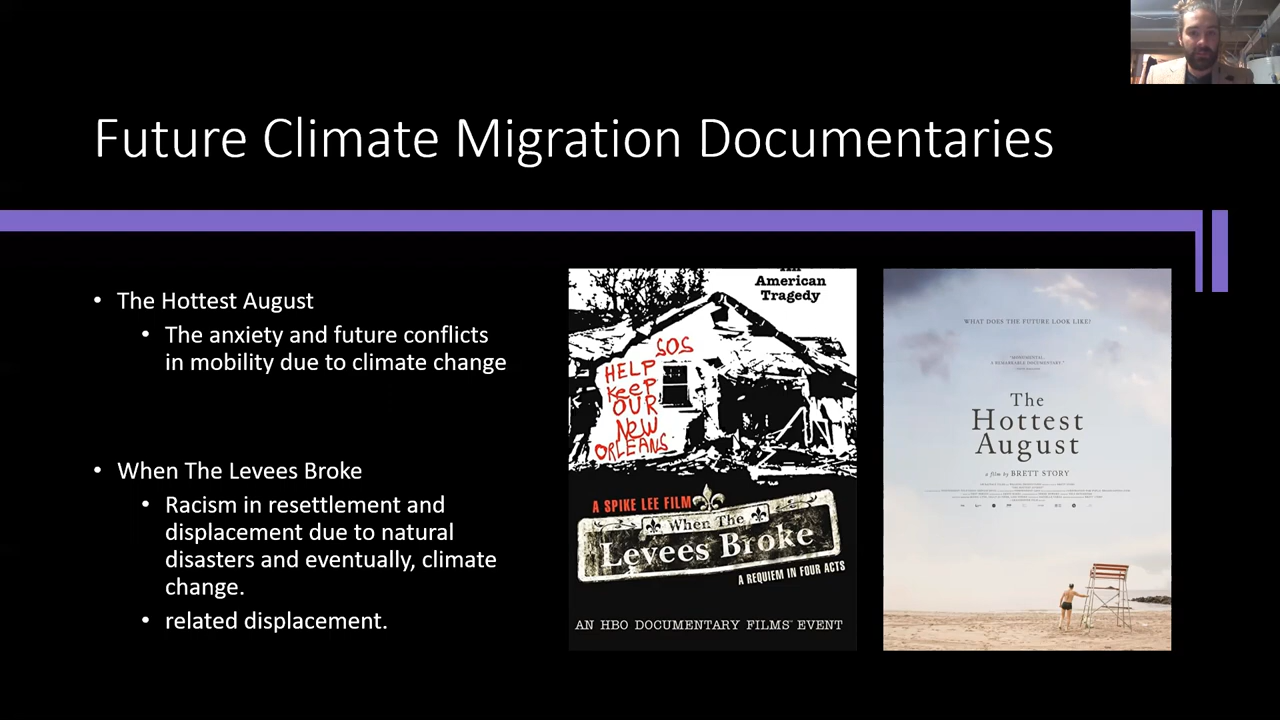 Future Climate Migration Documentaries
• The Hottest August
• The anxiety and future conflicts
in mobility due to climate change
• When The Levees Broke
• Racism in resettlement and
displacement due to natural
disasters and eventually, climate
change.
• related displacement.
American
Tragedy
SOS
HELP
KeeP
OUR
NEW
ORLEANS
A SPIKE LEE FILM
When The
Levees Broke
A REQUIEM IN FOUR ACTS
AN HBO DOCUMENTARY FILMS EVENT
WHAT DOES THE FUTURE LOOK LIKE?
"MONUMENTAL.
A REMARKABLE DOCUMENTARY."
The
Hottest
August
a film by BRETT STORY